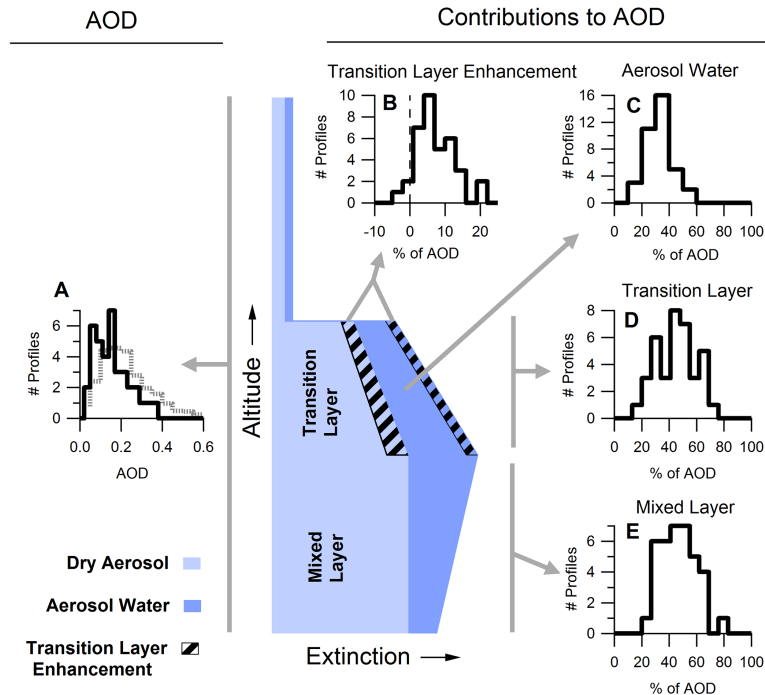 AOD
Contributions to AOD
Transition Layer Enhancement
Aerosol Water
B
10
8
6
4
2
0
# Profiles
-10
0
10
20
% of AOD
C
16
12
8
4
0
# Profiles
0
20
40
60
80
100
% of AOD
A
6
4
2
0
# Profiles
0.0
0.2
0.4
0.6
AOD
Altitude
Transition
Layer
Mixed
Layer
Extinction
Transition Layer
D
8
6
4
2
0
# Profiles
0
20
40
60
80
100
% of AOD
Mixed Layer
E
6
4
2
0
# Profiles
0
20
40
60
80
100
% of AOD
Dry Aerosol
Aerosol Water
Transition Layer
Enhancement